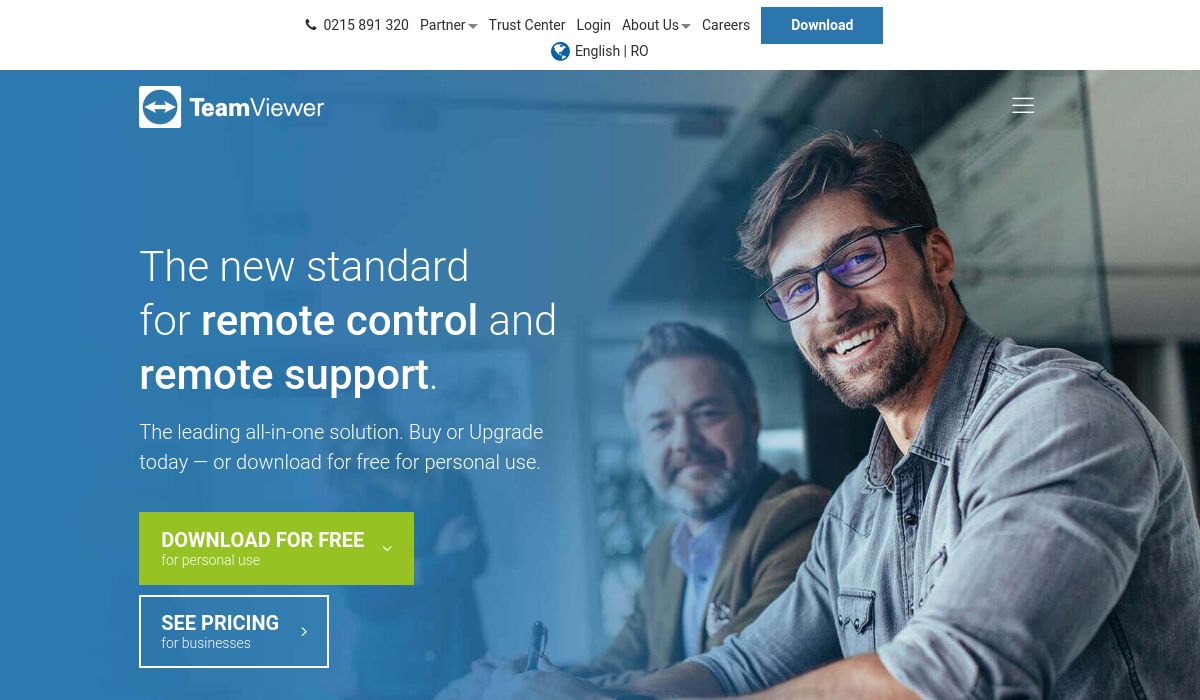 0215 891 320 Partner Trust Center Login About Us Careers Download
English | RO
TeamViewer
The new standard
for remote control and
remote support.
The leading all-in-one solution. Buy or Upgrade
today — or download for free for personal use.
DOWNLOAD FOR FREE
for personal use
SEE PRICING
for businesses